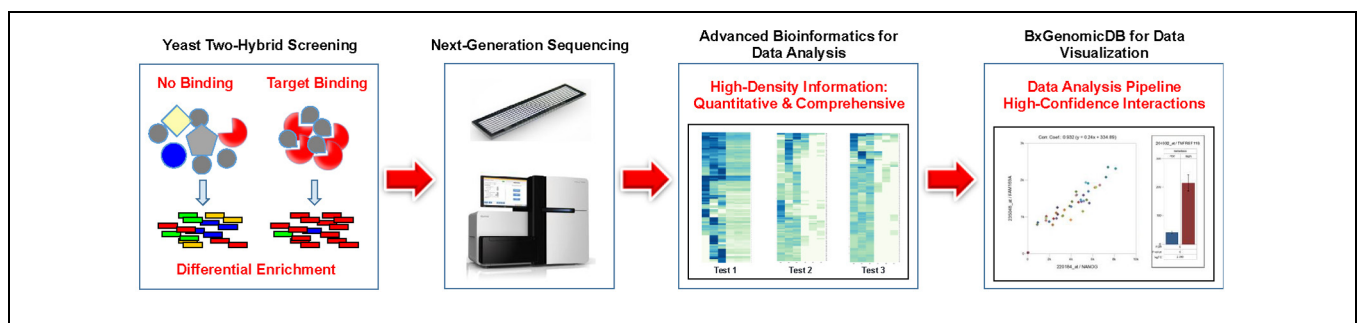 Yeast Two-Hybrid Screening
No Binding
Target Binding
Differential Enrichment
Next-Generation Sequencing
Advanced Bioinformatics for
Data Analysis
High-Density Information:
Quantitative & Comprehensive
Test 1
Test 2
Test 3
BxGenomicDB for Data
Visualization
Data Analysis Pipeline
High-Confidence Interactions